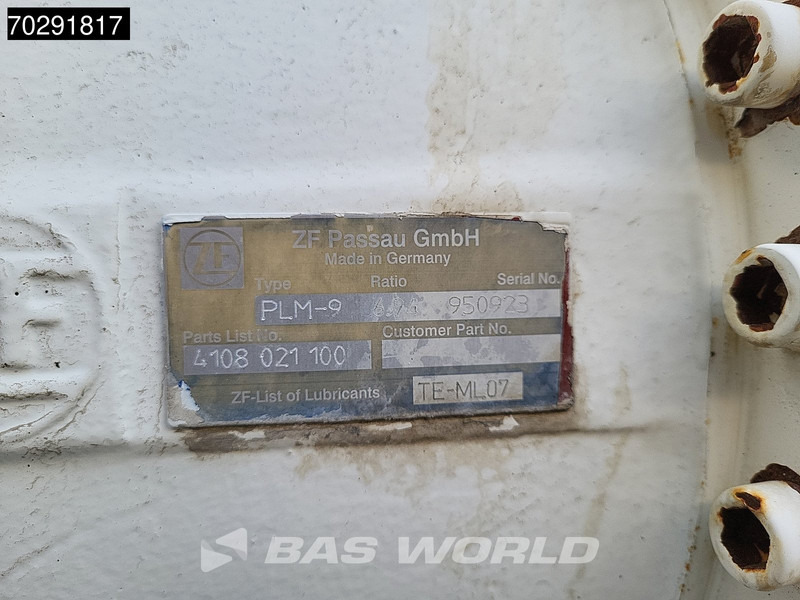 70291817
ZF
ZF Passau GmbH
Made in Germany
Type Ratio Serial No.
PLM-9 950923
Parts List No. Customer Part No.
4108 021 100
ZF-List of Lubricants TE-ML07
BAS WORLD